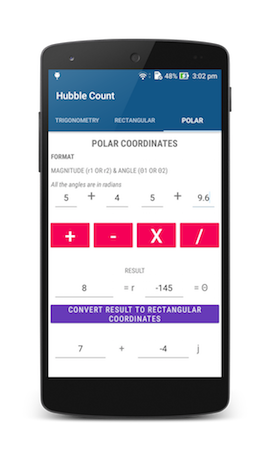 48% 3:02 pm
Hubble Count
TRIGONOMETRY RECTANGULAR POLAR
POLAR COORDINATES
FORMAT
MAGNITUDE (r1 OR r2) & ANGLE (Θ1 OR Θ2)
All the angles are in radians
5 + 4 5 + 9.6
+ - X /
RESULT
8 = r -145 = Θ
CONVERT RESULT TO RECTANGULAR
COORDINATES
7 + -4 j